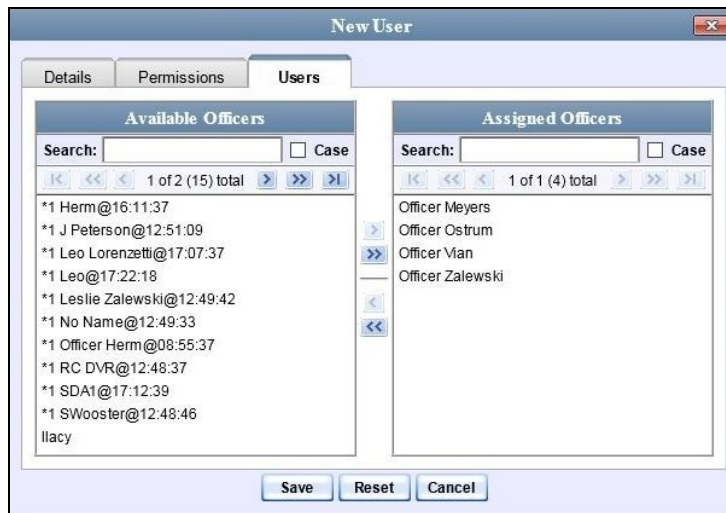 New User
Details Permissions Users
Available Officers
Search: Case
1 of 2 (15) total
*1 Herm@16:11:37
*1 J Peterson@12:51:09
*1 Leo Lorenzetti@17:07:37
*1 Leo@17:22:18
*1 Leslie Zalewski@12:49:42
*1 No Name@12:49:33
*1 Officer Herm@08:55:37
*1 RC DVR@12:48:37
*1 SDA1@17:12:39
*1 SWooster@12:48:46
llacy
Assigned Officers
Search: Case
1 of 1 (4) total
Officer Meyers
Officer Ostrum
Officer Vian
Officer Zalewski
Save Reset Cancel